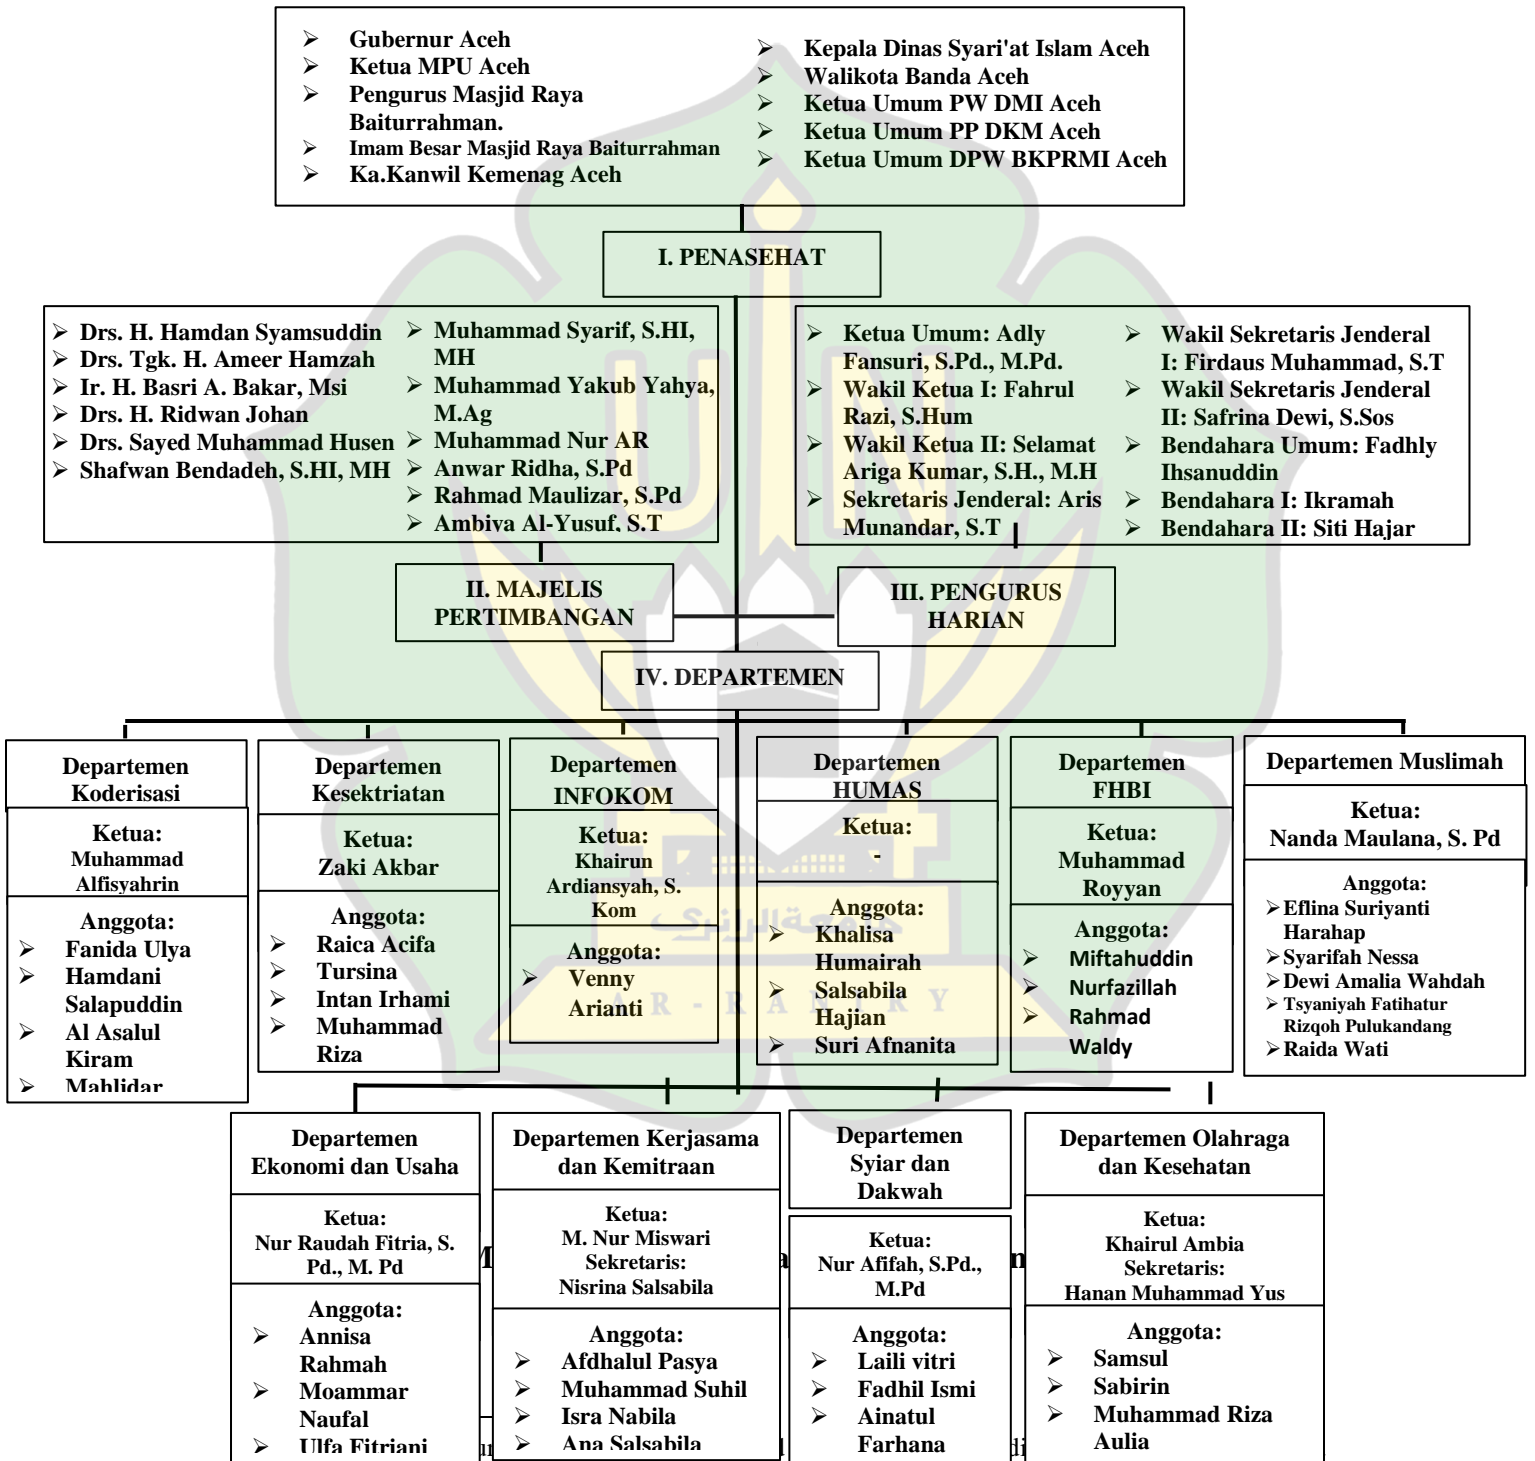 Gubernur Aceh
Ketua MPU Aceh
Pengurus Masjid Raya
Baiturrahman.
Imam Besar Masjid Raya Baiturrahman
Ka.Kanwil Kemenag Aceh
Kepala Dinas Syari'at Islam Aceh
Walikota Banda Aceh
Ketua Umum PW DMI Aceh
Ketua Umum PP DKM Aceh
Ketua Umum DPW BKPRMI Aceh
I. PENASEHAT
Drs. H. Hamdan Syamsuddin
Drs. Tgk. H. Ameer Hamzah
Ir. H. Basri A. Bakar, Msi
Drs. H. Ridwan Johan
Drs. Sayed Muhammad Husen
Shafwan Bendadeh, S.HI, MH
Muhammad Syarif, S.HI,
MH
Muhammad Yakub Yahya,
M.Ag
Muhammad Nur AR
Anwar Ridha, S.Pd
Rahmad Maulizar, S.Pd
Ambiya Al-Yusuf, S.T
Ketua Umum: Adly
Fansuri, S.Pd., M.Pd.
Wakil Ketua I: Fahrul
Razi, S.Hum
Wakil Ketua II: Selamat
Ariga Kumar, S.H., M.H
Sekretaris Jenderal: Aris
Munandar, S.T
Wakil Sekretaris Jenderal
I: Firdaus Muhammad, S.T
Wakil Sekretaris Jenderal
II: Safrina Dewi, S.Sos
Bendahara Umum: Fadhly
Ihsanuddin
Bendahara I: Ikramah
Bendahara II: Siti Hajar
UIN
II. MAJELIS
PERTIMBANGAN
III. PENGURUS
HARIAN
IV. DEPARTEMEN
Departemen
Koderisasi
Ketua:
Muhammad
Alfisyahrin
Anggota:
Fanida Ulya
Hamdani
Salapuddin
Al Asalul
Kiram
Mahlidar
Departemen
Kesektriatan
Ketua:
Zaki Akbar
Anggota:
Raica Acifa
Tursina
Intan Irhami
Muhammad
Riza
Departemen
INFOKOM
Ketua:
Khairun
Ardiansyah, S.
Kom
Anggota:
Venny
Arianti
Departemen
HUMAS
Ketua:
-
Anggota:
Khalisa
Humairah
Salsabila
Hajian
Suri Afnanita
Departemen
FHBI
Ketua:
Muhammad
Royyan
Anggota:
Miftahuddin
Nurfazillah
Rahmad
Waldy
Departemen Muslimah
Ketua:
Nanda Maulana, S. Pd
Anggota:
Eflina Suriyanti
Harahap
Syarifah Nessa
Dewi Amalia Wahdah
Tsyaniyah Fatihatur
Rizqoh Pulukandang
Raida Wati
جامعة الرانري
AR - RANIRY
Departemen
Ekonomi dan Usaha
Ketua:
Nur Raudah Fitria, S.
Pd., M. Pd
Anggota:
Annisa
Rahmah
Moammar
Naufal
Ulfa Fitriani
Departemen Kerjasama
dan Kemitraan
Ketua:
M. Nur Miswari
Sekretaris:
Nisrina Salsabila
Anggota:
Afdhalul Pasya
Muhammad Suhil
Isra Nabila
Ana Salsabila
Departemen
Syiar dan
Dakwah
Ketua:
Nur Afifah, S.Pd.,
M.Pd
Anggota:
Laili vitri
Fadhil Ismi
Ainatul
Farhana
Departemen Olahraga
dan Kesehatan
Ketua:
Khairul Ambia
Sekretaris:
Hanan Muhammad Yus
Anggota:
Samsul
Sabirin
Muhammad Riza
Aulia